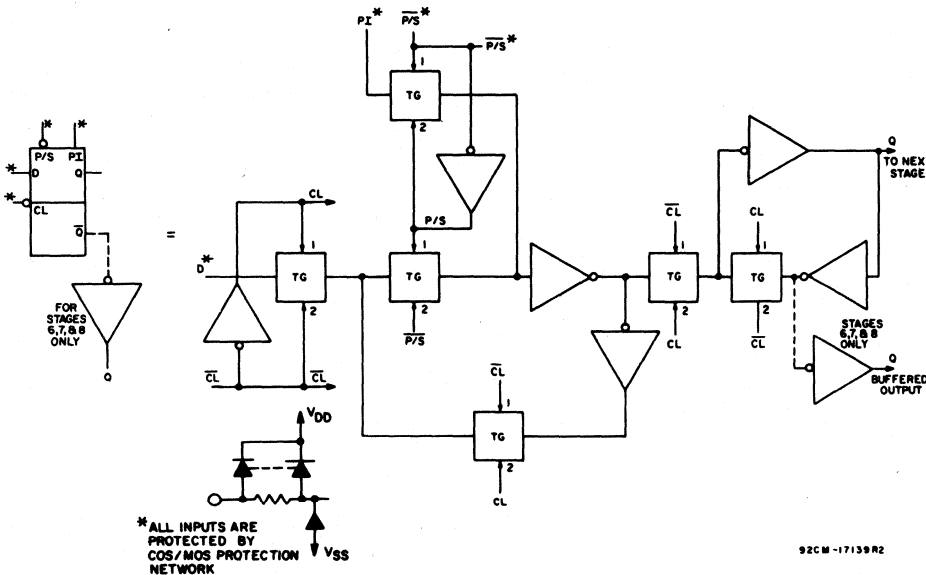 PI*
P/S*
P/S*
1
TG
2
*
*
P/S PI
*
D
Q
*
CL
Q
=
FOR
STAGES
6,7,&8
ONLY
Q
CL
1
D*
TG
2
CL
CL
P/S
1
TG
2
P/S
CL
1
TG
2
CL
CL
1
TG
2
CL
CL
1
TG
2
CL
Q
TO NEX
STAGE
STAGES
6,7,&8
ONLY
Q
BUFFERED
OUTPUT
VDD
VSS
*ALL INPUTS ARE
PROTECTED BY
COS/MOS PROTECTION
NETWORK
92CM-17139R2